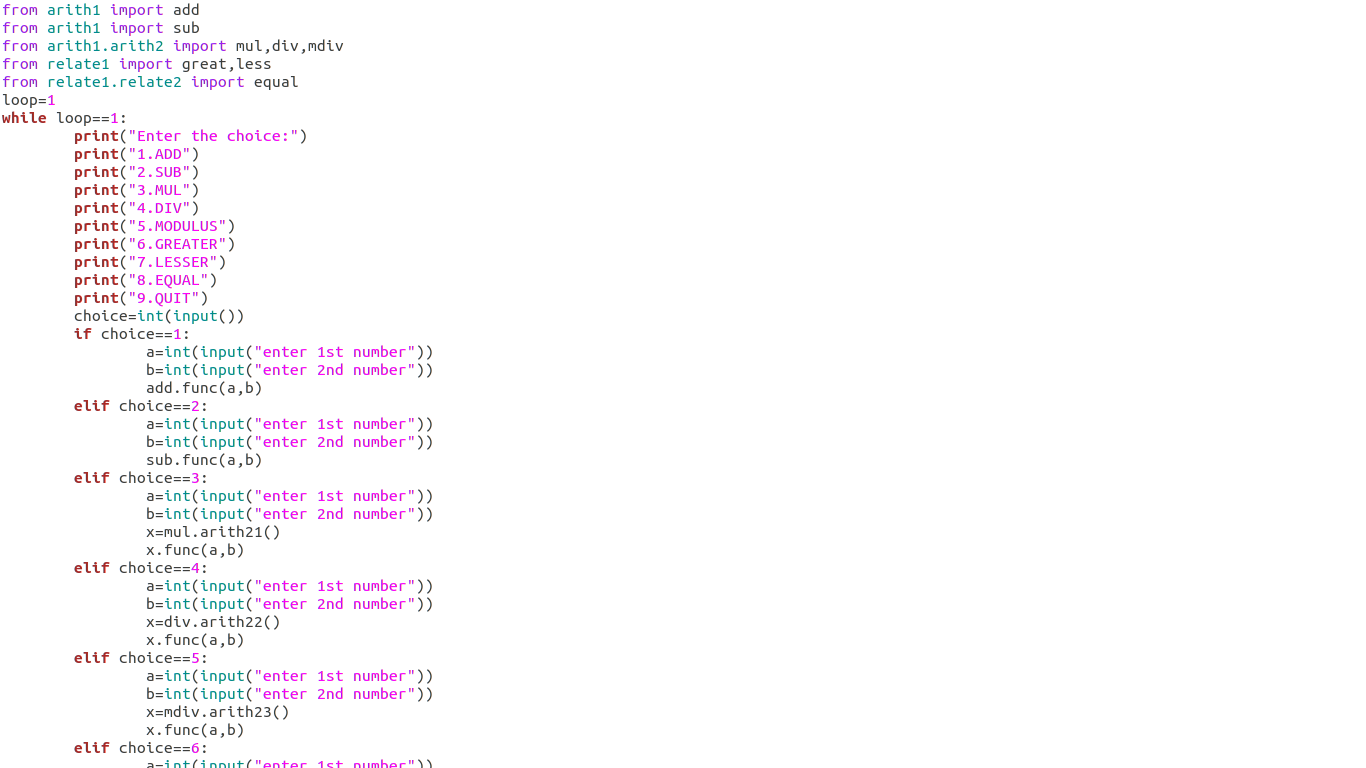 from arith1 import add
from arith1 import sub
from arith1.arith2 import mul,div,mdiv
from relate1 import great,less
from relate1.relate2 import equal
loop=1
while loop==1:
        print("Enter the choice:")
        print("1.ADD")
        print("2.SUB")
        print("3.MUL")
        print("4.DIV")
        print("5.MODULUS")
        print("6.GREATER")
        print("7.LESSER")
        print("8.EQUAL")
        print("9.QUIT")
        choice=int(input())
        if choice==1:
                a=int(input("enter 1st number"))
                b=int(input("enter 2nd number"))
                add.func(a,b)
        elif choice==2:
                a=int(input("enter 1st number"))
                b=int(input("enter 2nd number"))
                sub.func(a,b)
        elif choice==3:
                a=int(input("enter 1st number"))
                b=int(input("enter 2nd number"))
                x=mul.arith21()
                x.func(a,b)
        elif choice==4:
                a=int(input("enter 1st number"))
                b=int(input("enter 2nd number"))
                x=div.arith22()
                x.func(a,b)
        elif choice==5:
                a=int(input("enter 1st number"))
                b=int(input("enter 2nd number"))
                x=mdiv.arith23()
                x.func(a,b)
        elif choice==6:
                a=int(input("enter 1st number"))